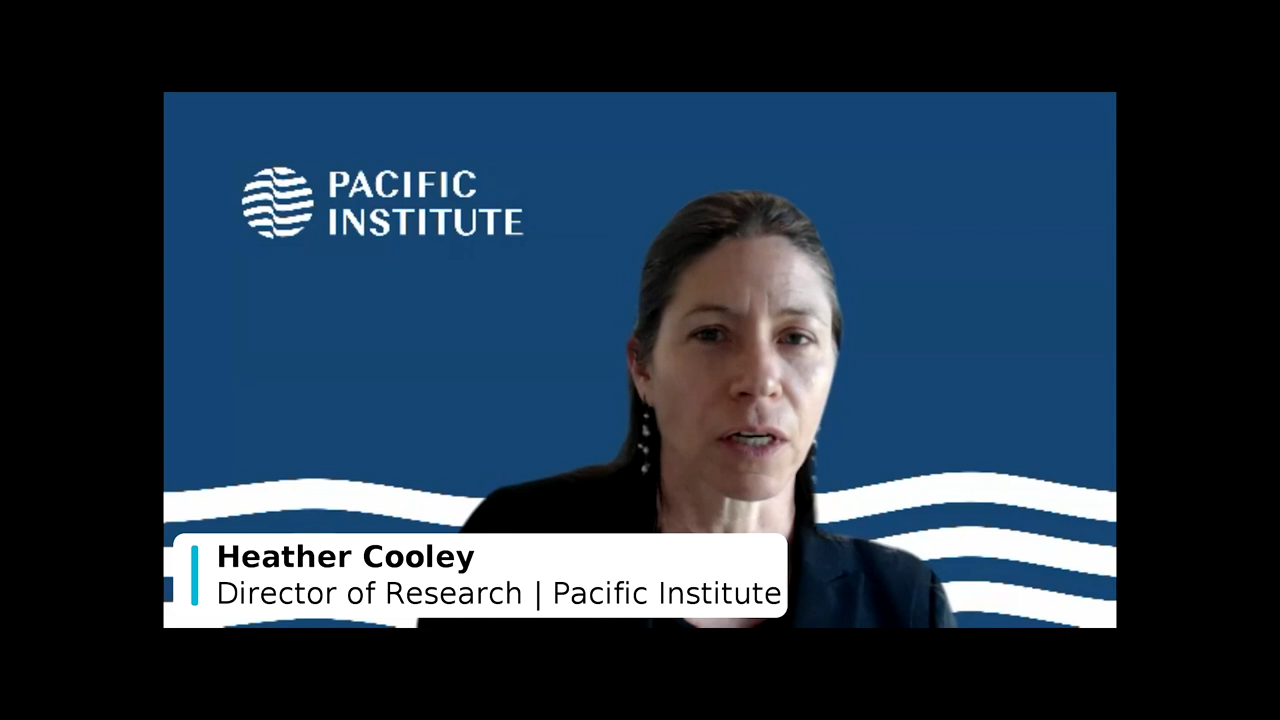 PACIFIC
INSTITUTE
Heather Cooley
Director of Research | Pacific Institute